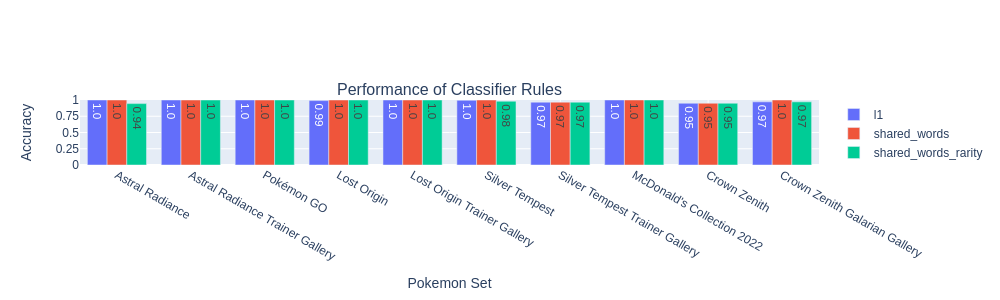 Performance of Classifier Rules
Accuracy
1
0.75
0.5
0.25
0
1.0 1.0 0.94
1.0 1.0 1.0
1.0 1.0 1.0
0.99 1.0 1.0
1.0 1.0 1.0
1.0 1.0 0.98
0.97 0.97 0.97
1.0 1.0 1.0
0.95 0.95 0.95
0.97 1.0 0.97
Astral Radiance
Astral Radiance Trainer Gallery
Pokémon GO
Lost Origin
Lost Origin Trainer Gallery
Silver Tempest
Silver Tempest Trainer Gallery
McDonald's Collection 2022
Crown Zenith
Crown Zenith Galarian Gallery
Pokemon Set
l1
shared_words
shared_words_rarity